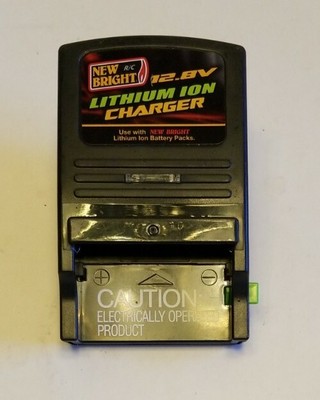 NEW R/C
BRIGHT 12.8V
LITHIUM ION
CHARGER
Use with NEW BRIGHT
Lithium Ion Battery Packs.
CAUTION
ELECTRICALLY OPERATED
PRODUCT